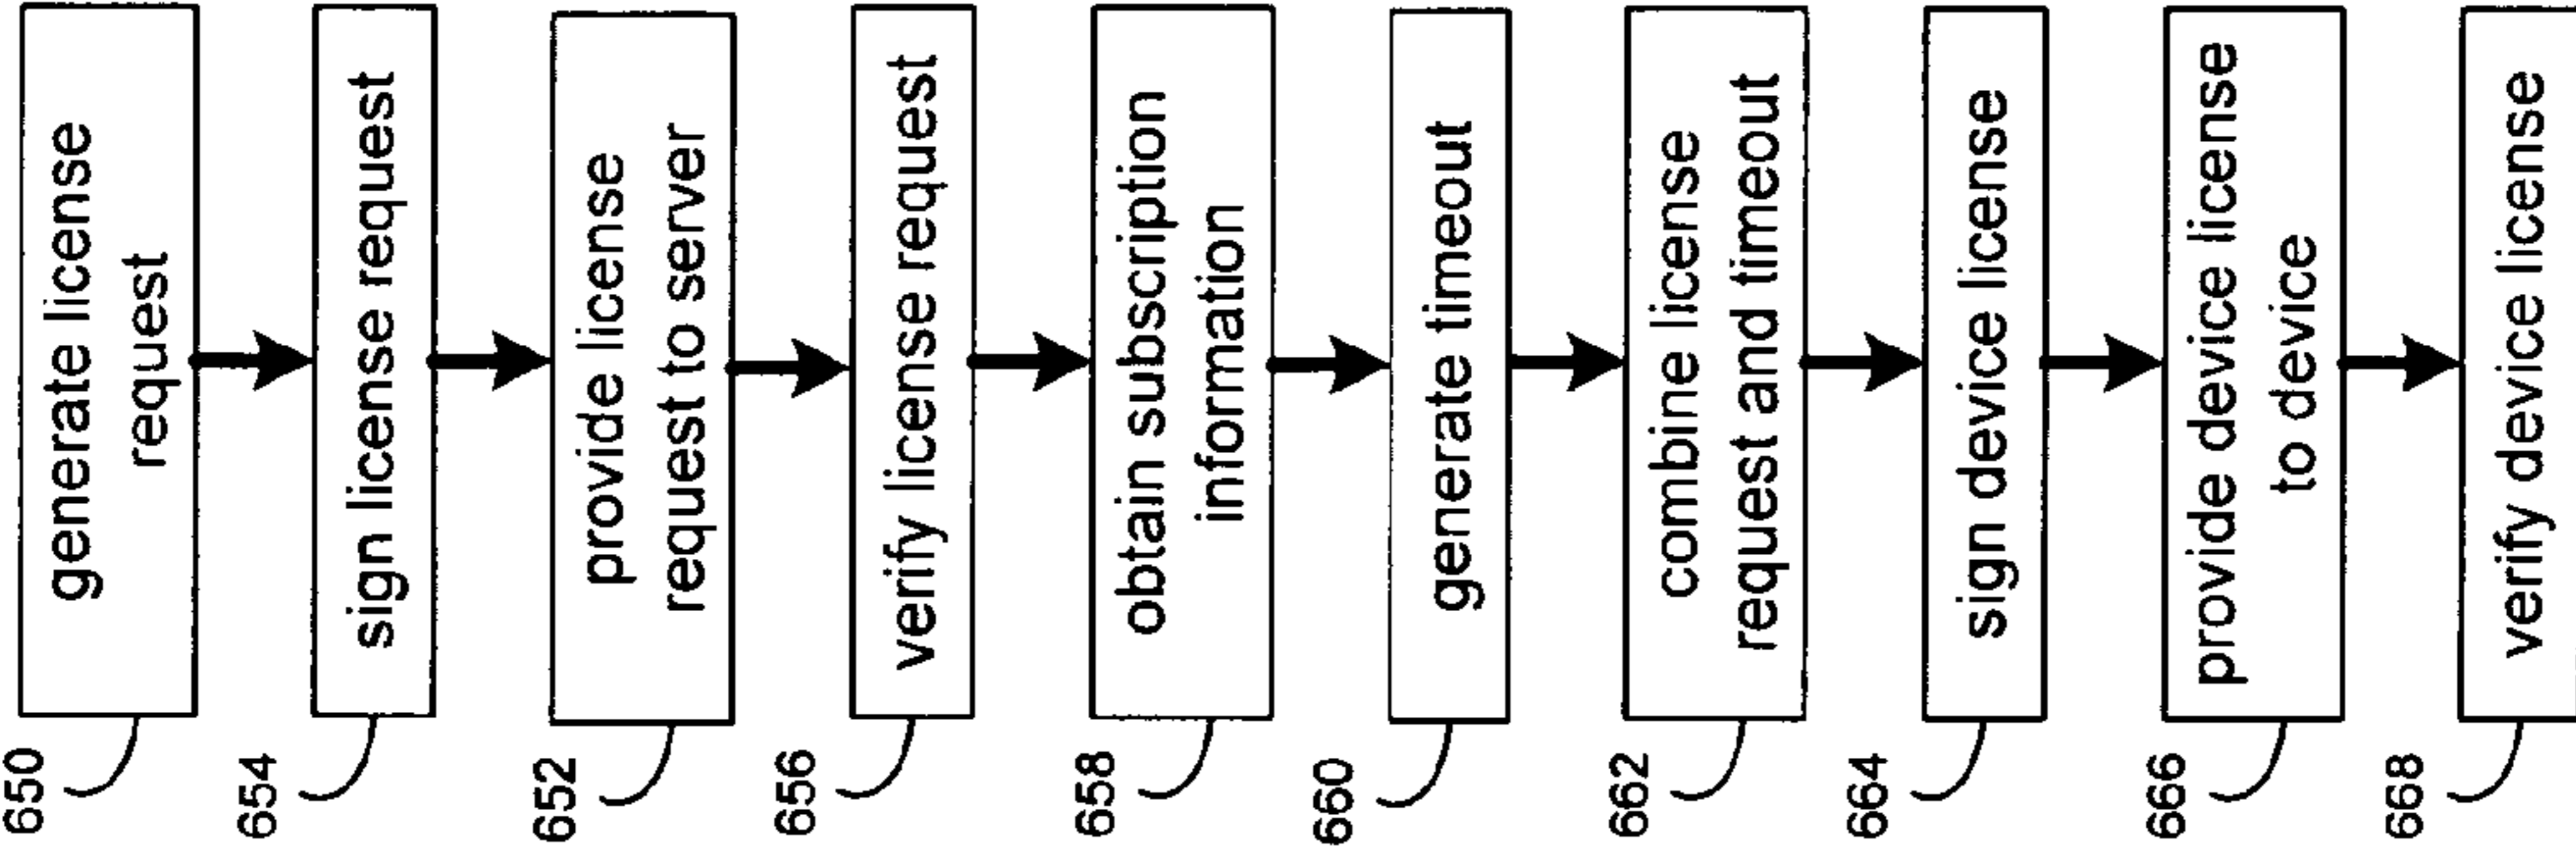 650
generate license
request
654
sign license request
652
provide license
request to server
656
verify license request
658
obtain subscription
information
660
generate timeout
662
combine license
request and timeout
664
sign device license
666
provide device license
to device
668
verify device license